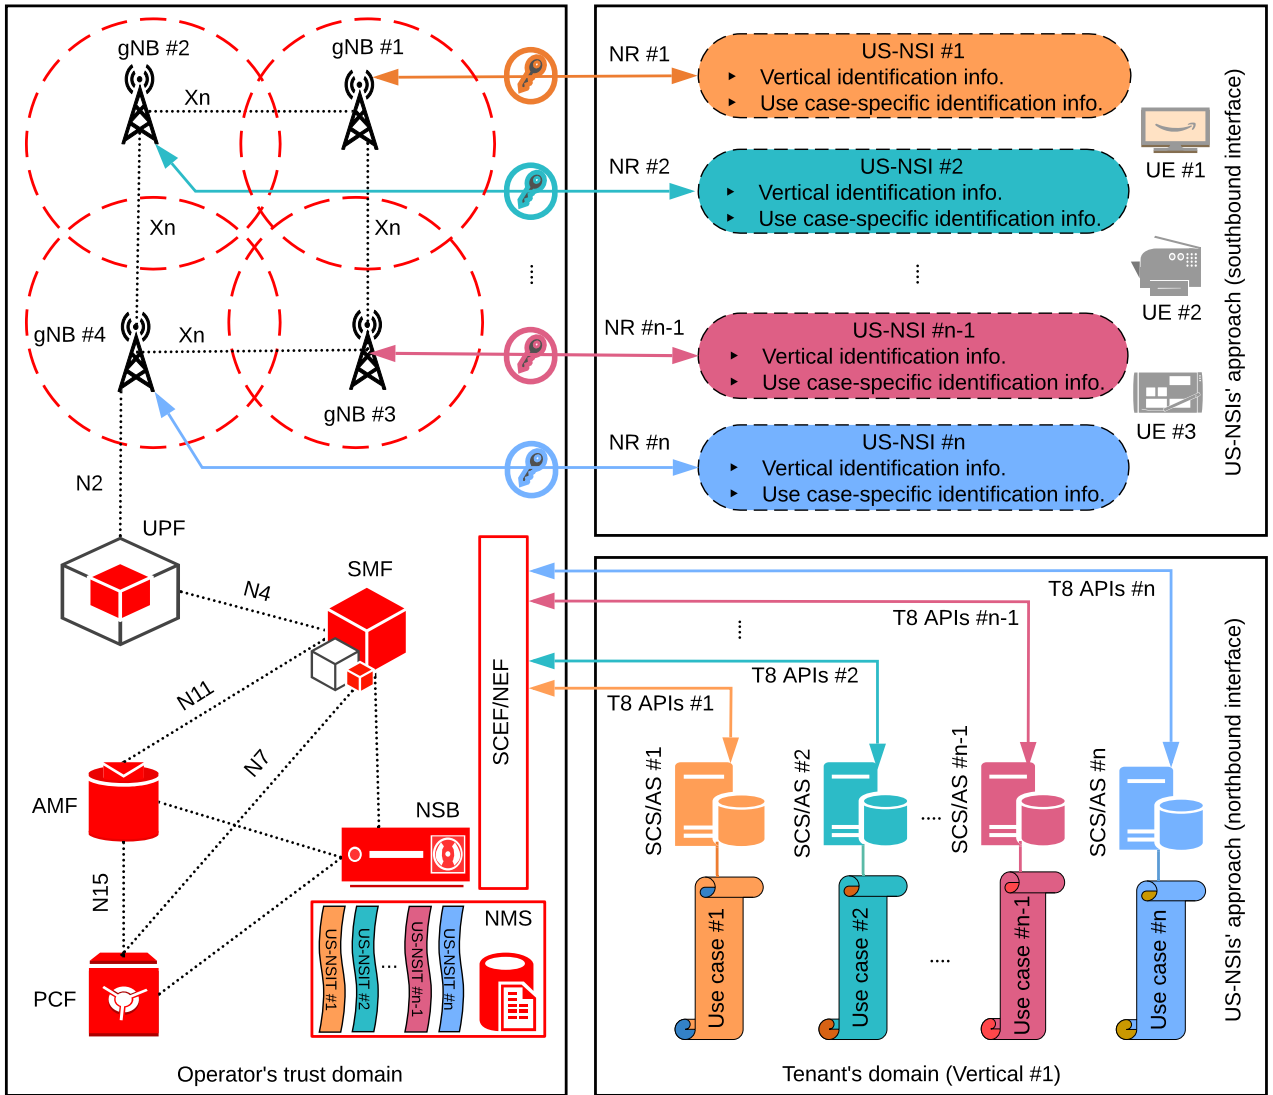 gNB #2
gNB #1
Xn
Xn
Xn
gNB #4
Xn
gNB #3
N2
UPF
N4
SMF
N11
N7
AMF
NSB
N15
PCF
SCEF/NEF
US-NSIT #1
US-NSIT #2
...
US-NSIT #n-1
US-NSIT #n
NMS
Operator's trust domain
NR #1
US-NSI #1
‣ Vertical identification info.
‣ Use case-specific identification info.
NR #2
US-NSI #2
‣ Vertical identification info.
‣ Use case-specific identification info.
NR #n-1
US-NSI #n-1
‣ Vertical identification info.
‣ Use case-specific identification info.
NR #n
US-NSI #n
‣ Vertical identification info.
‣ Use case-specific identification info.
UE #1
UE #2
UE #3
US-NSIs' approach (southbound interface)
T8 APIs #n
T8 APIs #n-1
T8 APIs #2
T8 APIs #1
SCS/AS #1
SCS/AS #2
....
SCS/AS #n-1
SCS/AS #n
Use case #1
Use case #2
....
Use case #n-1
Use case #n
US-NSIs' approach (northbound interface)
Tenant's domain (Vertical #1)